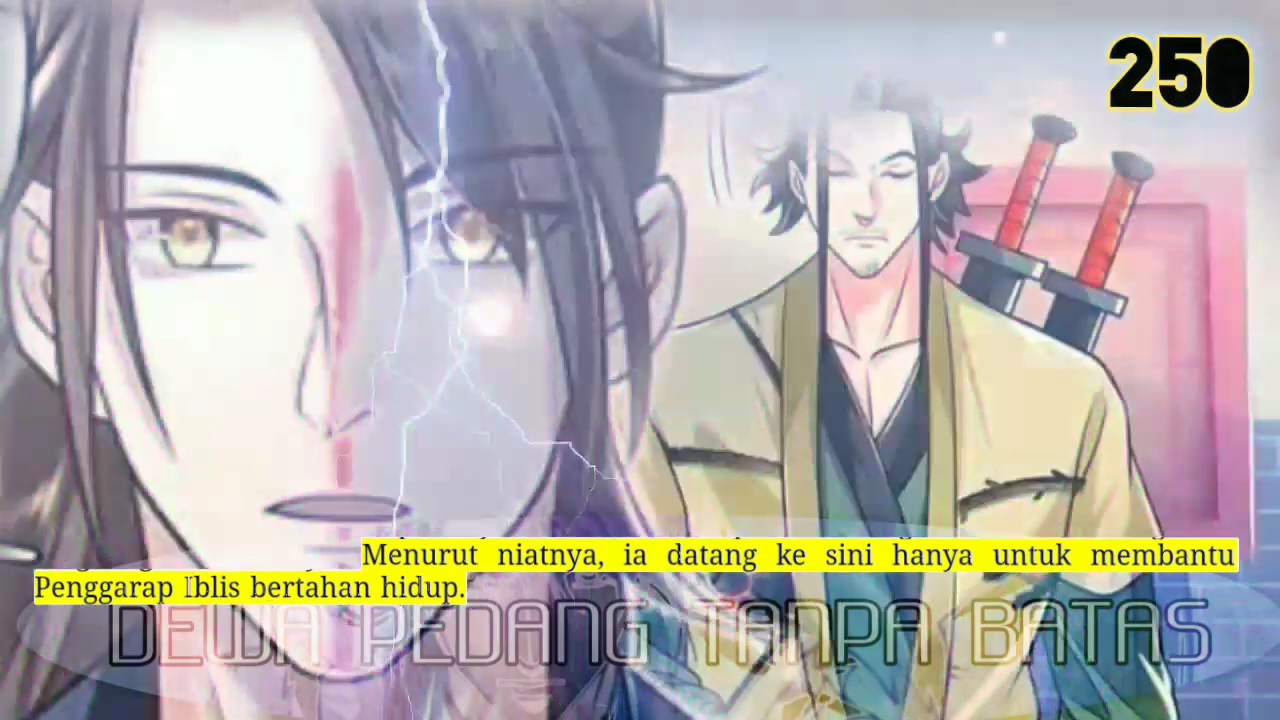 250
Menurut niatnya, ia datang ke sini hanya untuk membantu
Penggarap Iblis bertahan hidup.
DEWA PEDANG TANPA BATAS